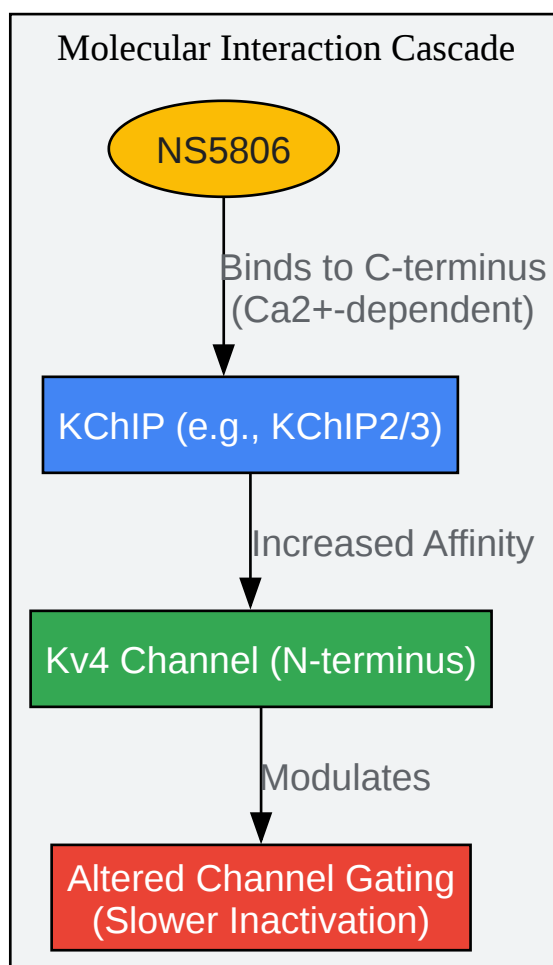 Molecular Interaction Cascade
NS5806
Binds to C-terminus
(Ca2+-dependent)
KChIP (e.g., KChIP2/3)
Increased Affinity
Kv4 Channel (N-terminus)
Modulates
Altered Channel Gating
(Slower Inactivation)